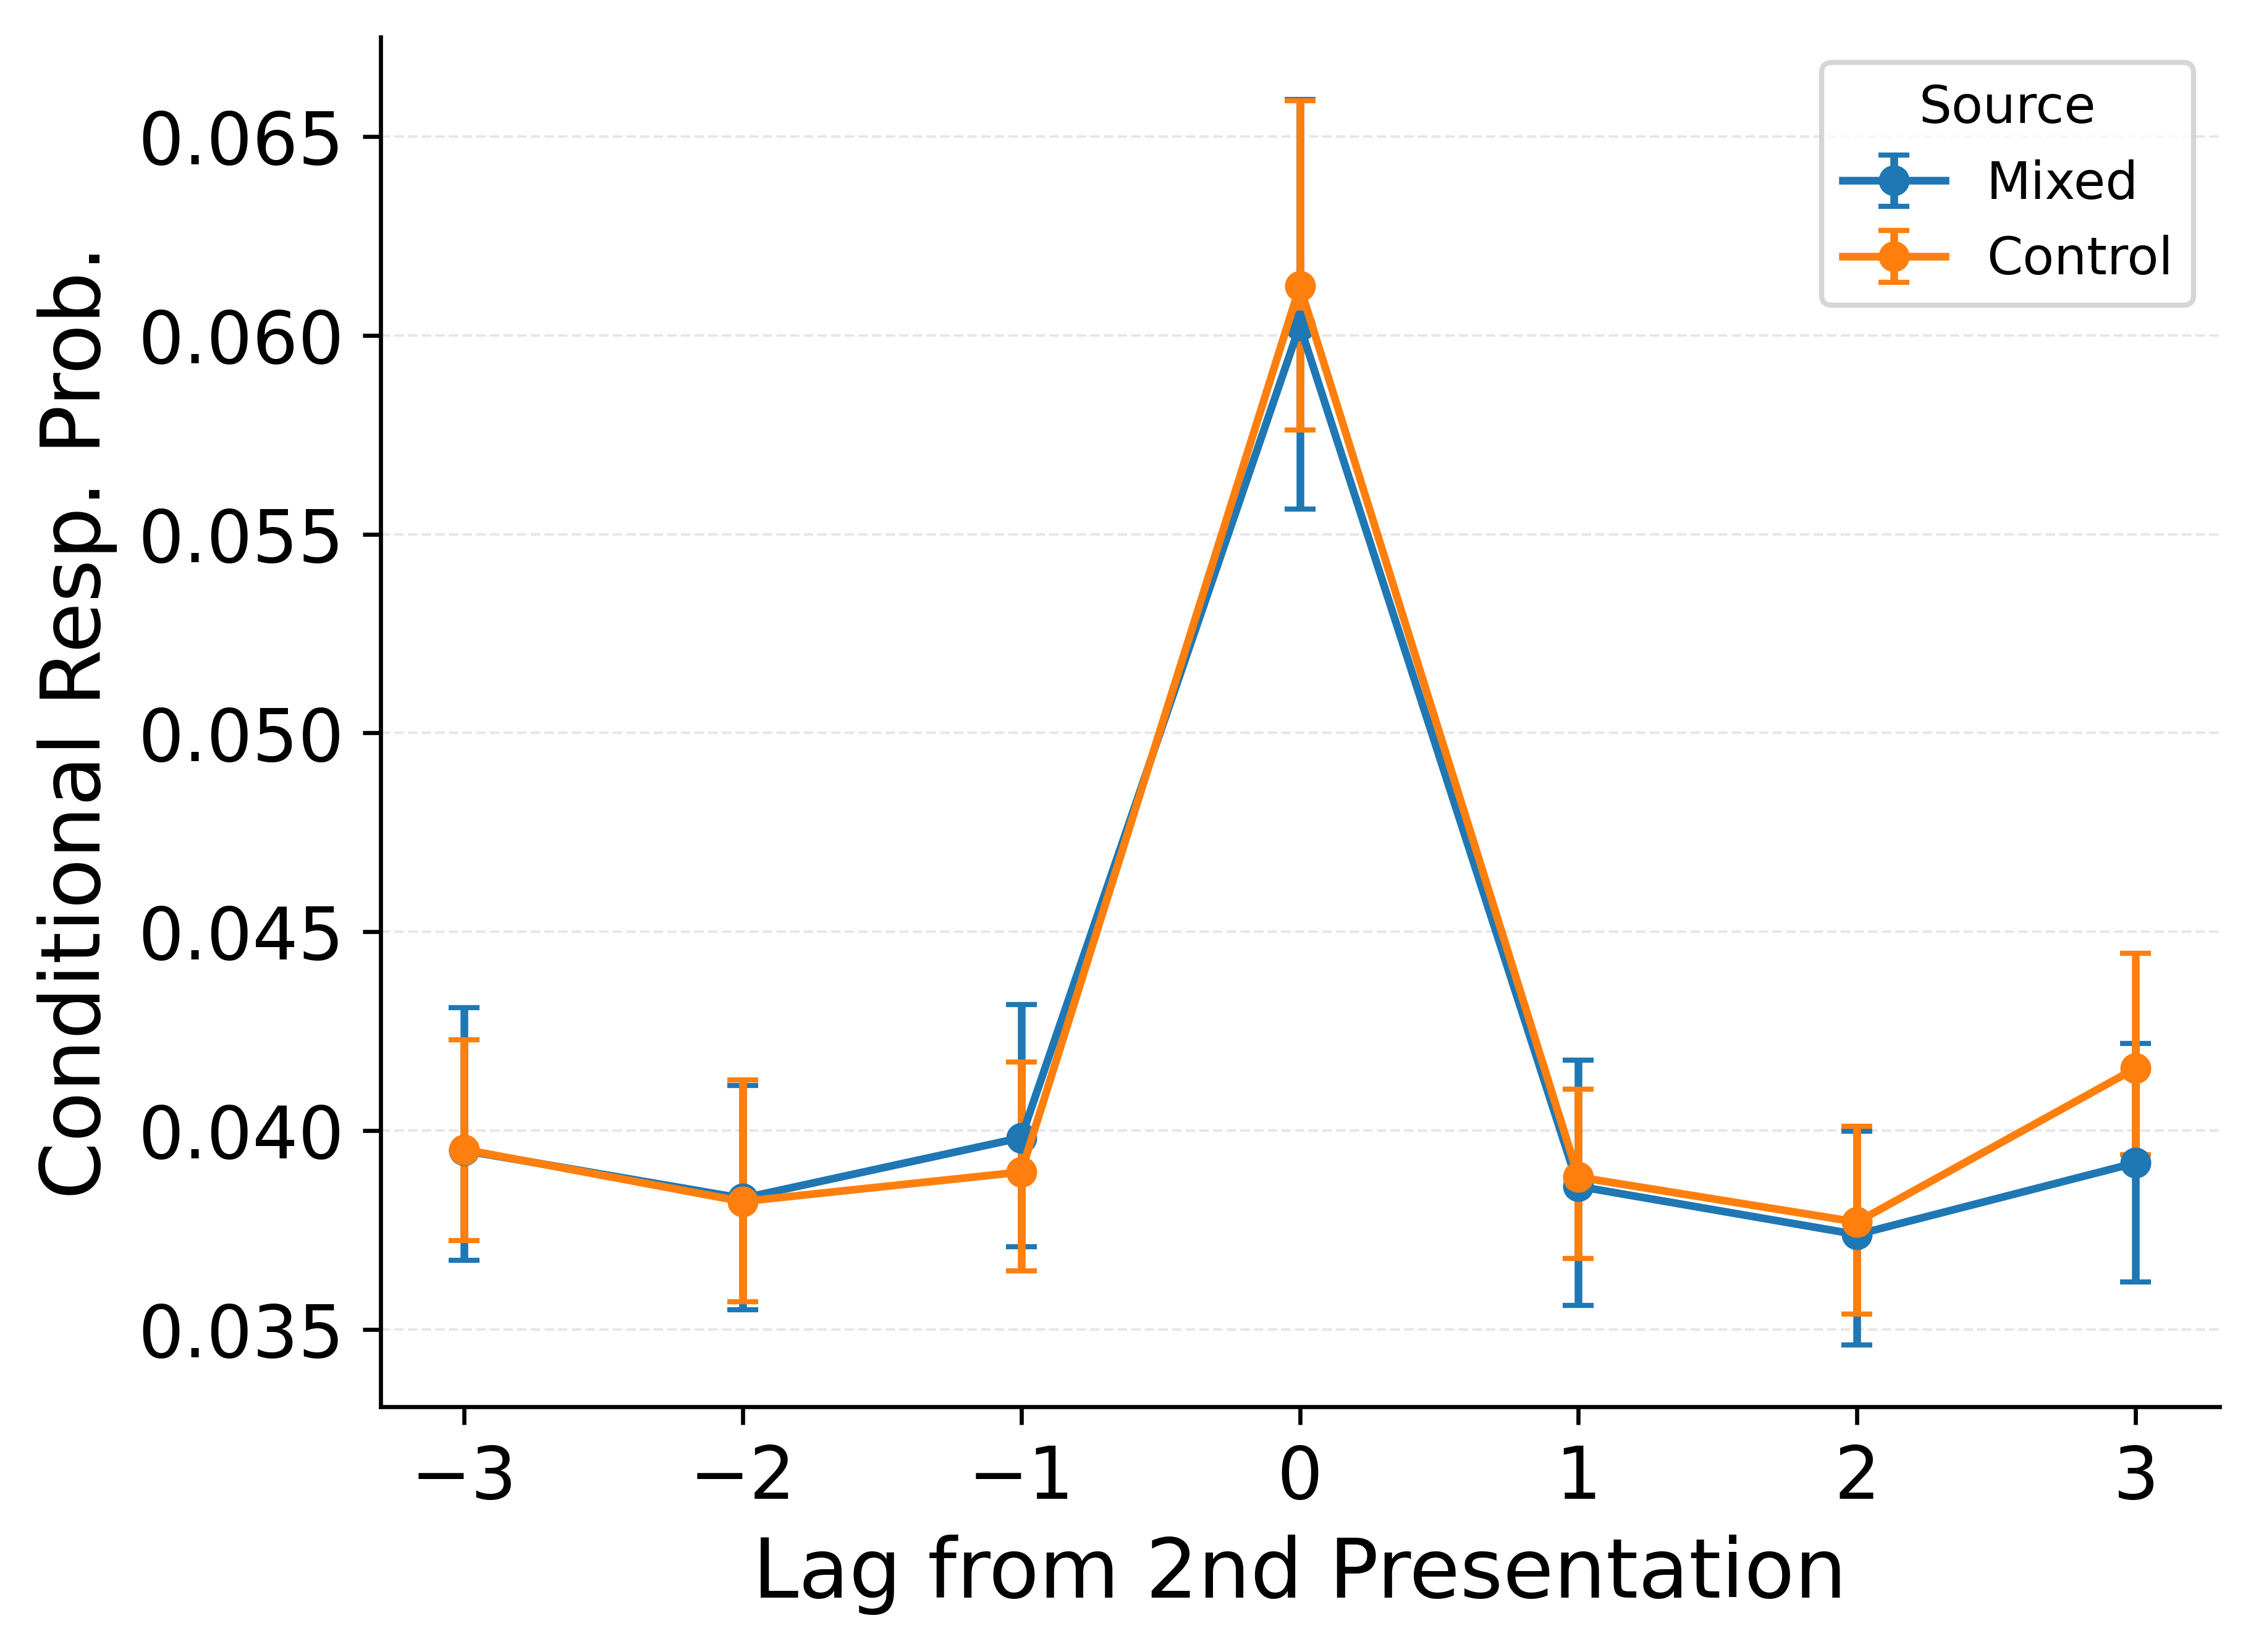 Source
Mixed
Control
Conditional Resp. Prob.
0.065
0.060
0.055
0.050
0.045
0.040
0.035
−3 −2 −1 0 1 2 3
Lag from 2nd Presentation